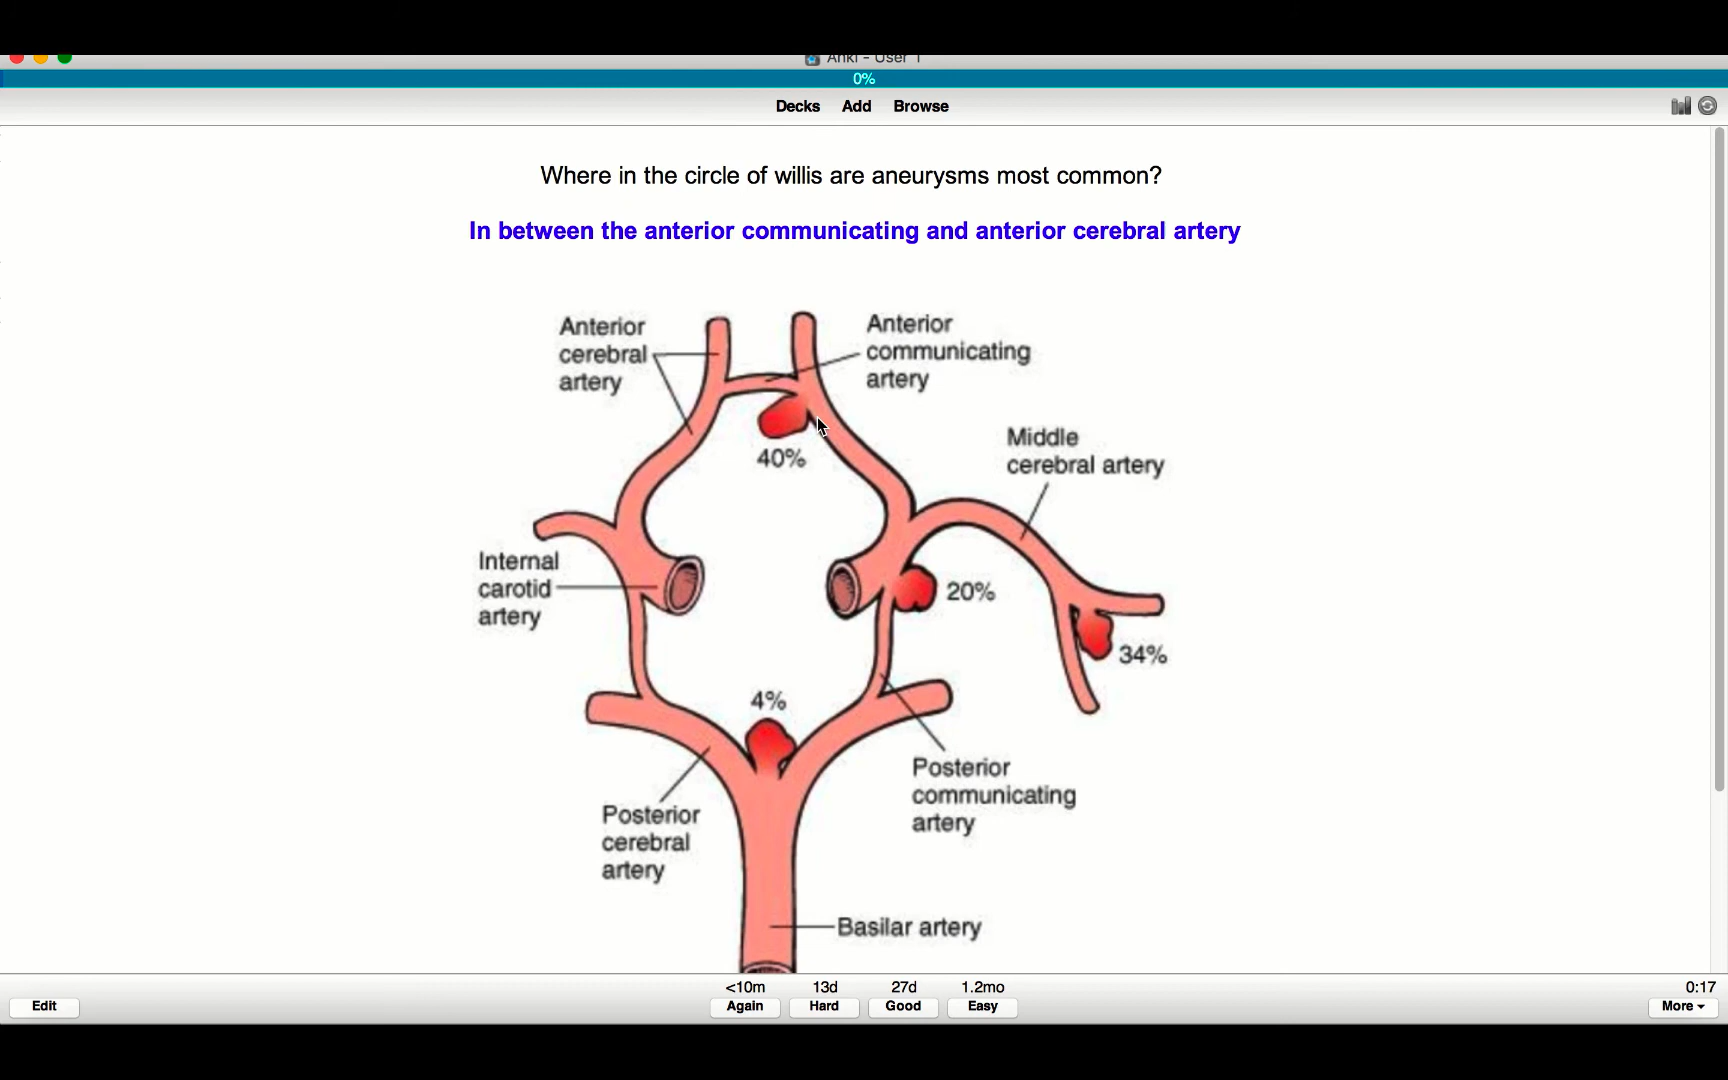 Anki - User 1
0%
Decks Add Browse
Where in the circle of willis are aneurysms most common?
In between the anterior communicating and anterior cerebral artery
Anterior
cerebral
artery
Anterior
communicating
artery
40%
Middle
cerebral artery
Internal
carotid
artery
20%
34%
4%
Posterior
communicating
artery
Posterior
cerebral
artery
Basilar artery
<10m 13d 27d 1.2mo 0:17
Edit Again Hard Good Easy More